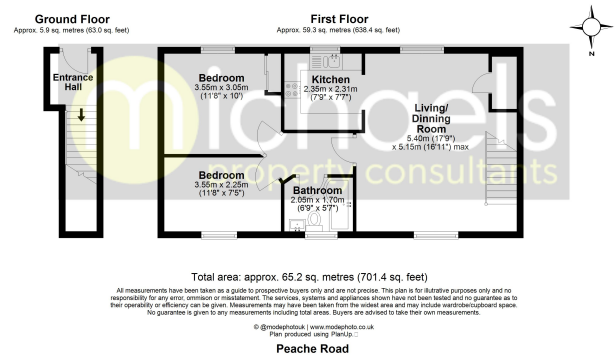 Ground Floor
Approx. 5.9 sq. metres (63.0 sq. feet)
First Floor
Approx. 59.3 sq. metres (638.4 sq. feet)
N
Entrance
Hall
Bedroom
3.55m x 3.05m
(11'8" x 10')
Kitchen
2.35m x 2.31m
(7'9" x 7'7")
Living/
Dinning
Room
5.40m (17'9")
x 5.15m (16'11") max
michaels
property consultants
Bedroom
3.55m x 2.25m
(11'8" x 7'5")
Bathroom
2.05m x 1.70m
(6'9" x 5'7")
Total area: approx. 65.2 sq. metres (701.4 sq. feet)
All measurements have been taken as a guide to prospective buyers only and are not precise. This plan is for illustrative purposes only and no
responsibility for any error, ommison or misstatement. The services, systems and appliances shown have not been tested and no guarantee as to
their operability or efficiency can be given. Measurements may have been taken from the widest area and may include wardrobe/cupboard space.
No guarantee is given to any measurements including total areas. Buyers are advised to take their own measurements.
© @modephotouk | www.modephoto.co.uk
Plan produced using PlanUp.
Peache Road